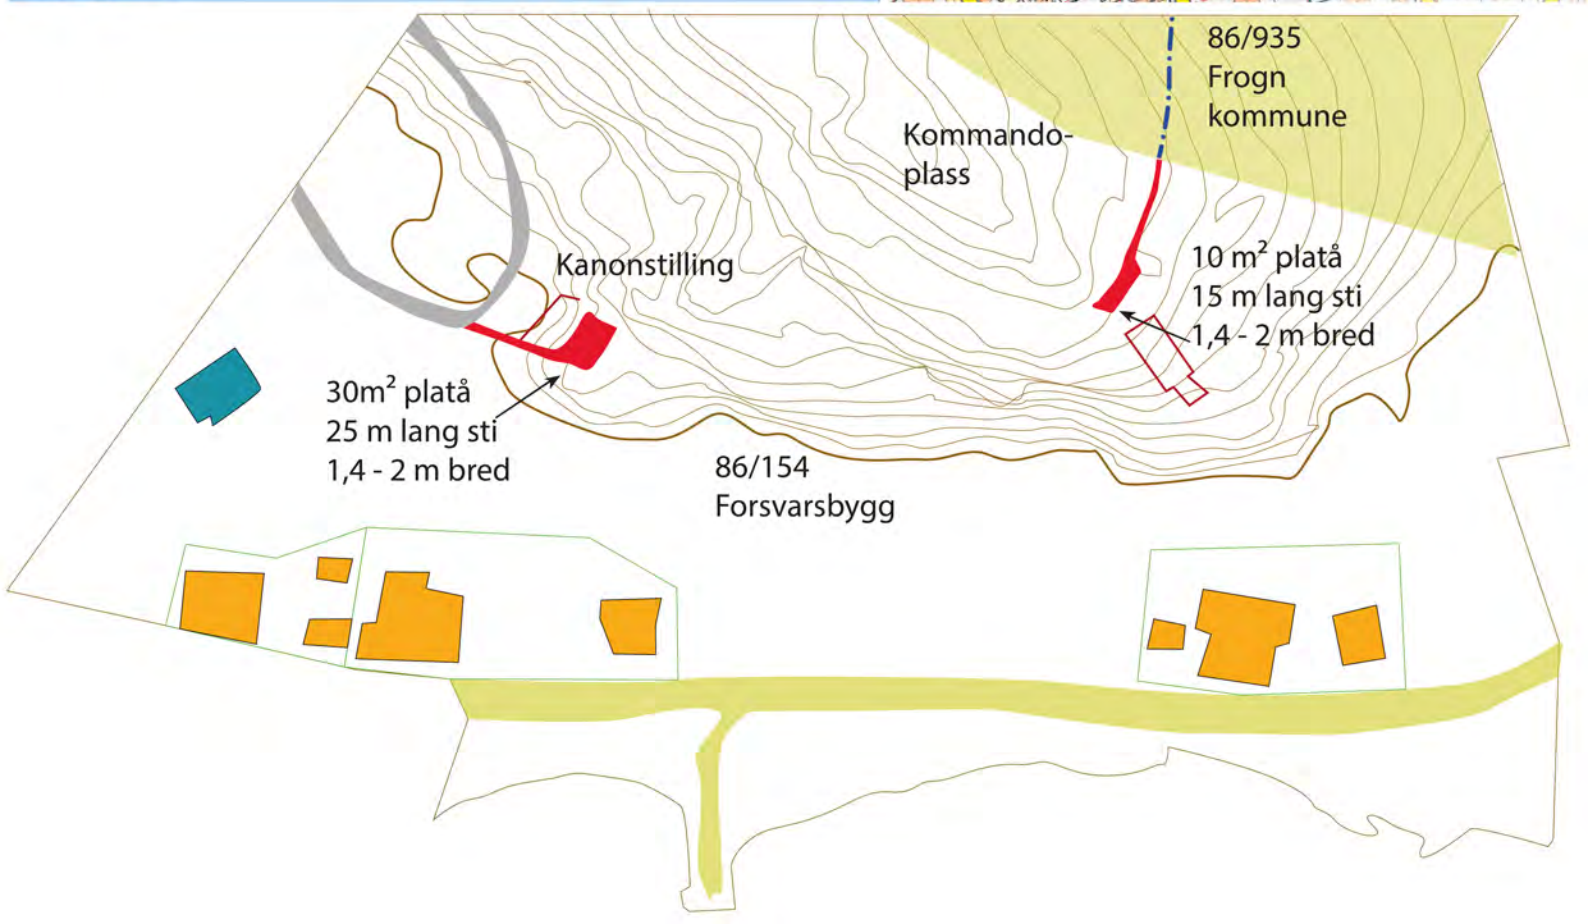 86/935
Frogn
kommune
Kommando-
plass
Kanonstilling
10 m² platå
15 m lang sti
1,4 - 2 m bred
30m² platå
25 m lang sti
1,4 - 2 m bred
86/154
Forsvarsbygg